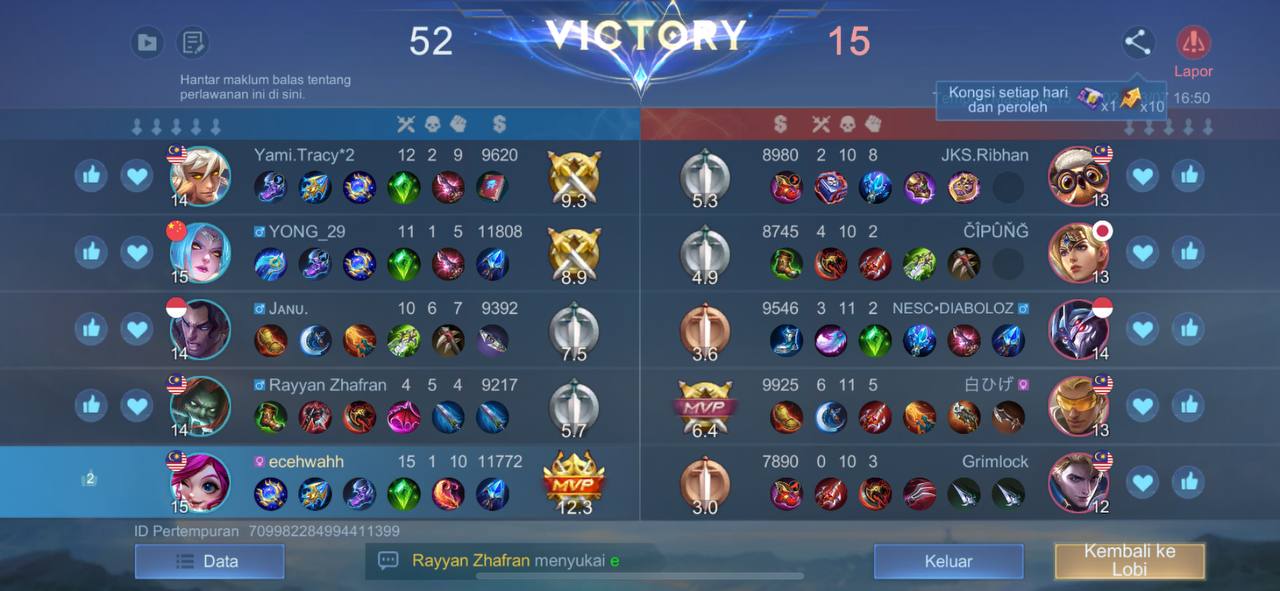 52
VICTORY
15
Lapor
Hantar maklum balas tentang
perlawanan ini di sini.
Kongsi setiap hari
dan peroleh
x1
x10
16:50
Yami.Tracy*2 12 2 9 9620
14
9.3
5.3
8980 2 10 8 JKS.Ribhan
13
YONG_29 11 1 5 11808
15
8.9
4.9
8745 4 10 2 ČÎPÛŇĞ
13
Janu. 10 6 7 9392
14
7.5
3.6
9546 3 11 2 NESC•DIABOLOZ
14
Rayyan Zhafran 4 5 4 9217
14
5.7
MVP
6.4
9925 6 11 5 白ひげ
13
2
ecehwahh 15 1 10 11772
15
MVP
12.3
3.0
7890 0 10 3 Grimlock
12
ID Pertempuran 709982284994411399
Data
Rayyan Zhafran menyukai e
Keluar
Kembali ke
Lobi